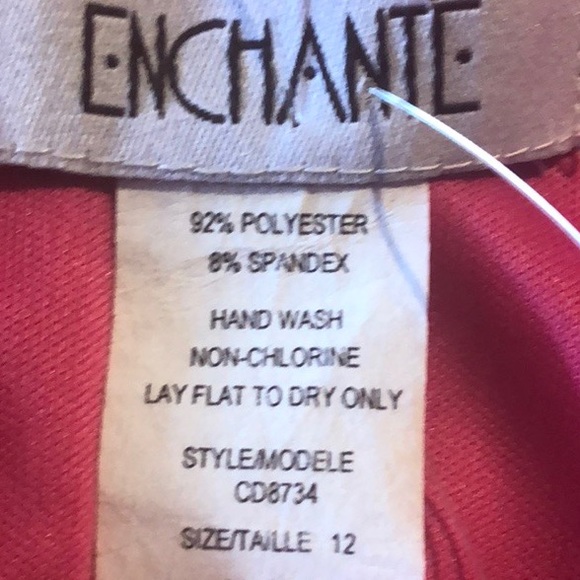 ENCHANTE
92% POLYESTER
8% SPANDEX
HAND WASH
NON-CHLORINE
LAY FLAT TO DRY ONLY
STYLE/MODELE
CD8734
SIZE/TAILLE 12